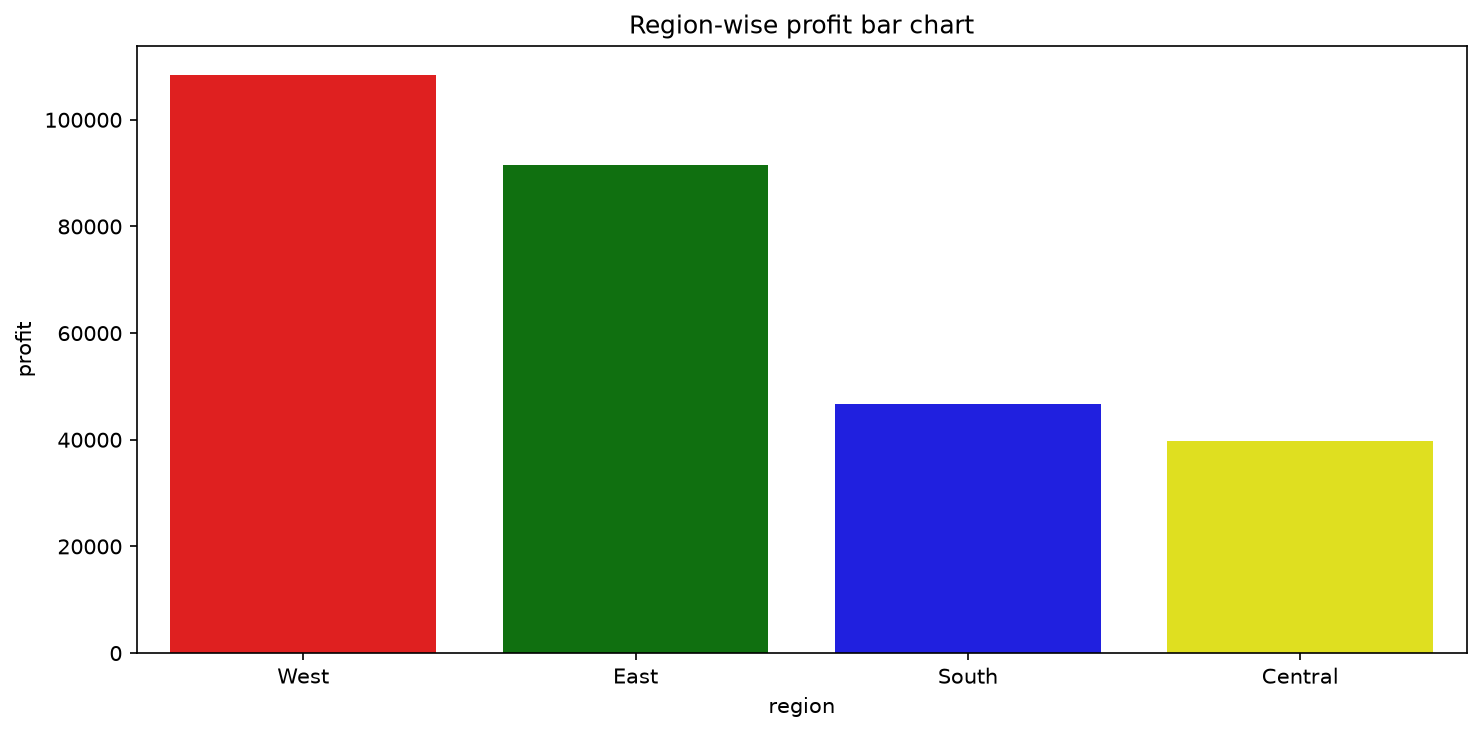 Region-wise profit bar chart
100000
80000
60000
40000
20000
0
profit
West East South Central
region